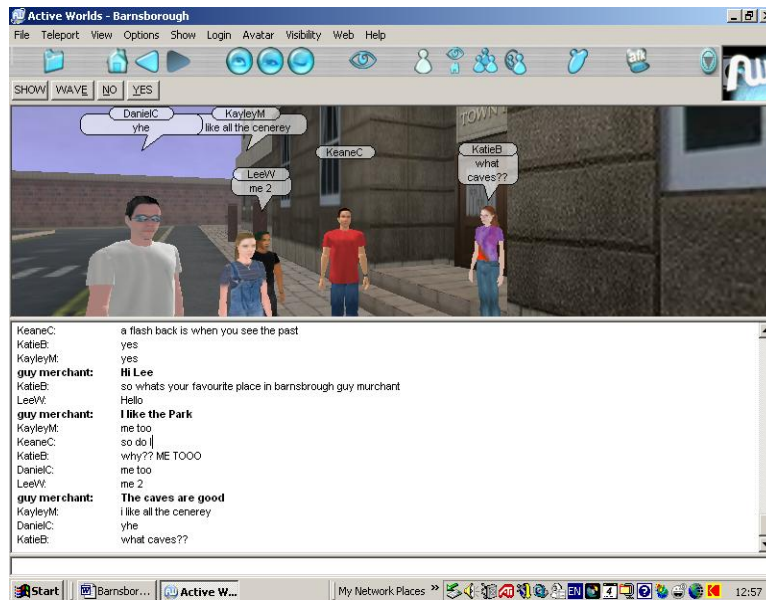 Active Worlds - Barnsborough
File Teleport View Options Show Login Avatar Visibility Web Help
afk
SHOW WAVE NO YES
DanielC
yhe
KayleyM
like all the cenerey
LeeW
me 2
KeaneC
KatieB
what
caves??
TOWN
KeaneC: a flash back is when you see the past
KatieB: yes
KayleyM: yes
guy merchant: Hi Lee
KatieB: so whats your favourite place in barnsbrough guy murchant
LeeW: Hello
guy merchant: I like the Park
KayleyM: me too
KeaneC: so do I
KatieB: why?? ME TOOO
DanielC: me too
LeeW: me 2
guy merchant: The caves are good
KayleyM: i like all the cenerey
DanielC: yhe
KatieB: what caves??
Start Barnsbor... Active W... My Network Places » EN 12:57